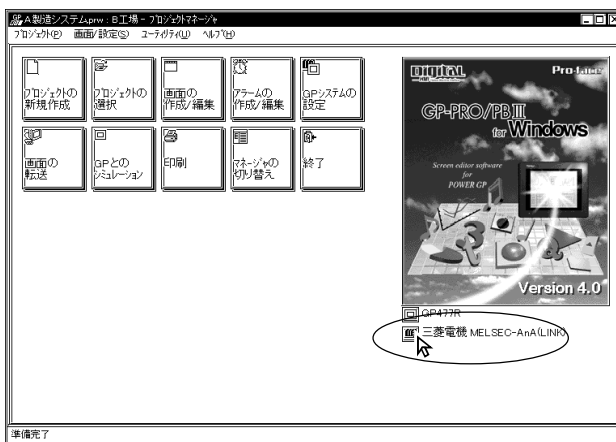 A製造システム.prw : B工場 - プロジェクトマネージャ
プロジェクト(P) 画面/設定(S) ユーティリティ(U) ヘルプ(H)
プロジェクトの
新規作成
プロジェクトの
選択
画面の
作成/編集
アラームの
作成/編集
GPシステムの
設定
画面の
転送
GPとの
シミュレーション
印刷
マネージャの
切り替え
終了
Digital
Pro-face
GP-PRO/PBⅢ
for Windows
Screen editor software
for
POWER GP
Version 4.0
GP477R
三菱電機 MELSEC-AnA(LINK)
準備完了